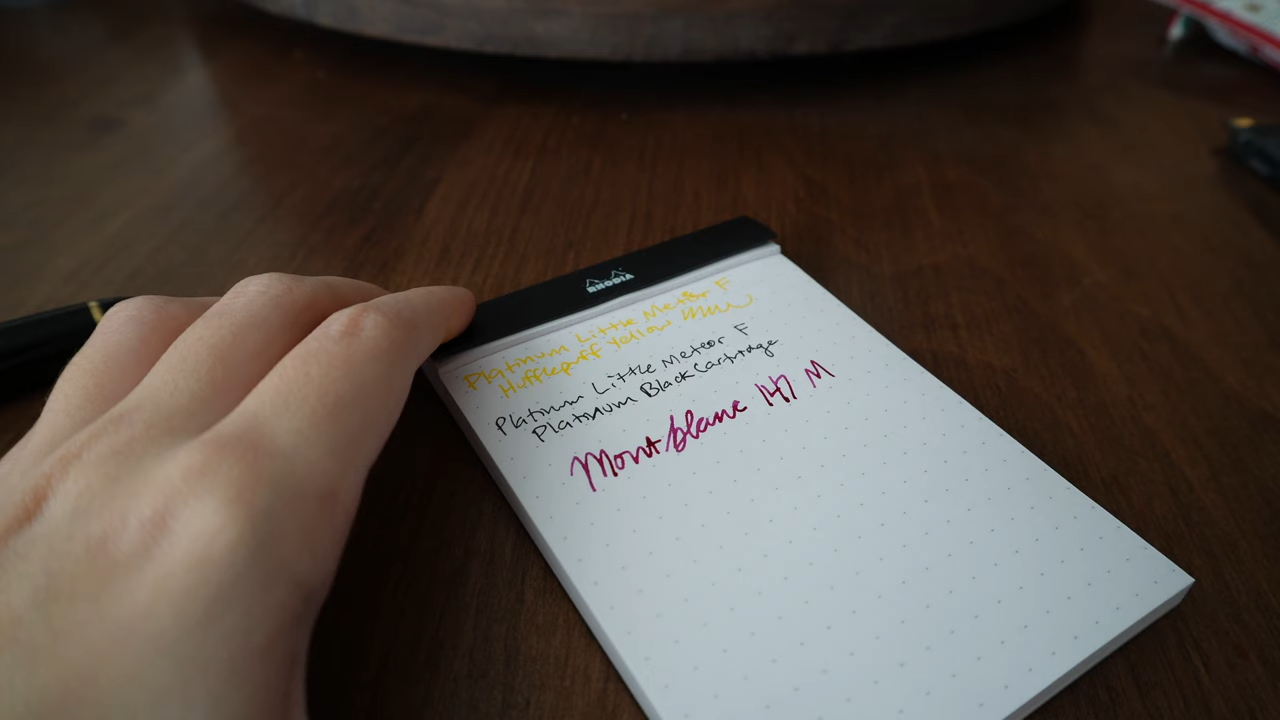 RHODIA
Platinum Little Meteor F
Hufflepuff Yellow
Platinum Little Meteor F
Platinum Black Cartridge
Montblanc 147 M